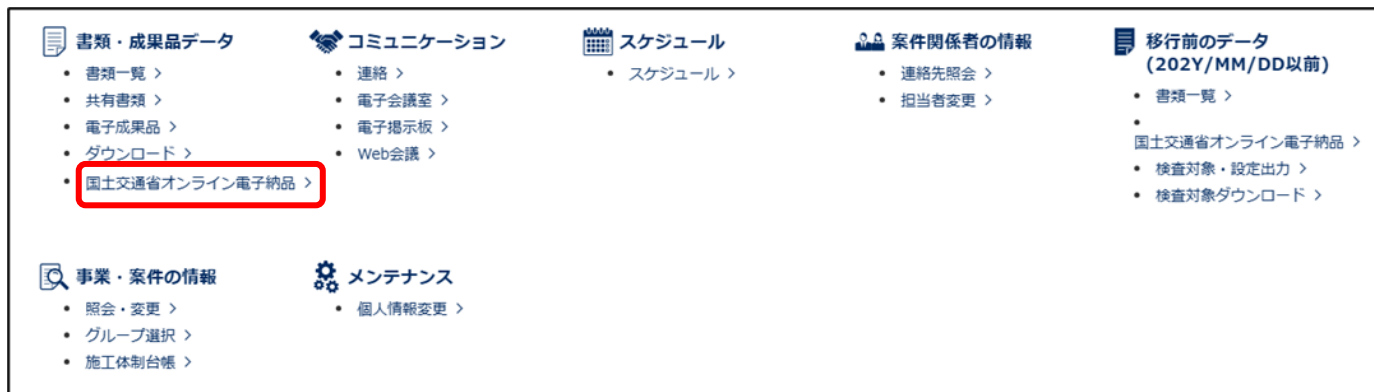 書類・成果品データ
書類一覧 >
共有書類 >
電子成果品 >
ダウンロード >
国土交通省オンライン電子納品 >
コミュニケーション
連絡 >
電子会議室 >
電子掲示板 >
Web会議 >
スケジュール
スケジュール >
案件関係者の情報
連絡先照会 >
担当者変更 >
移行前のデータ
(202Y/MM/DD以前)
書類一覧 >
国土交通省オンライン電子納品 >
検査対象・設定出力 >
検査対象ダウンロード >
事業・案件の情報
照会・変更 >
グループ選択 >
施工体制台帳 >
メンテナンス
個人情報変更 >